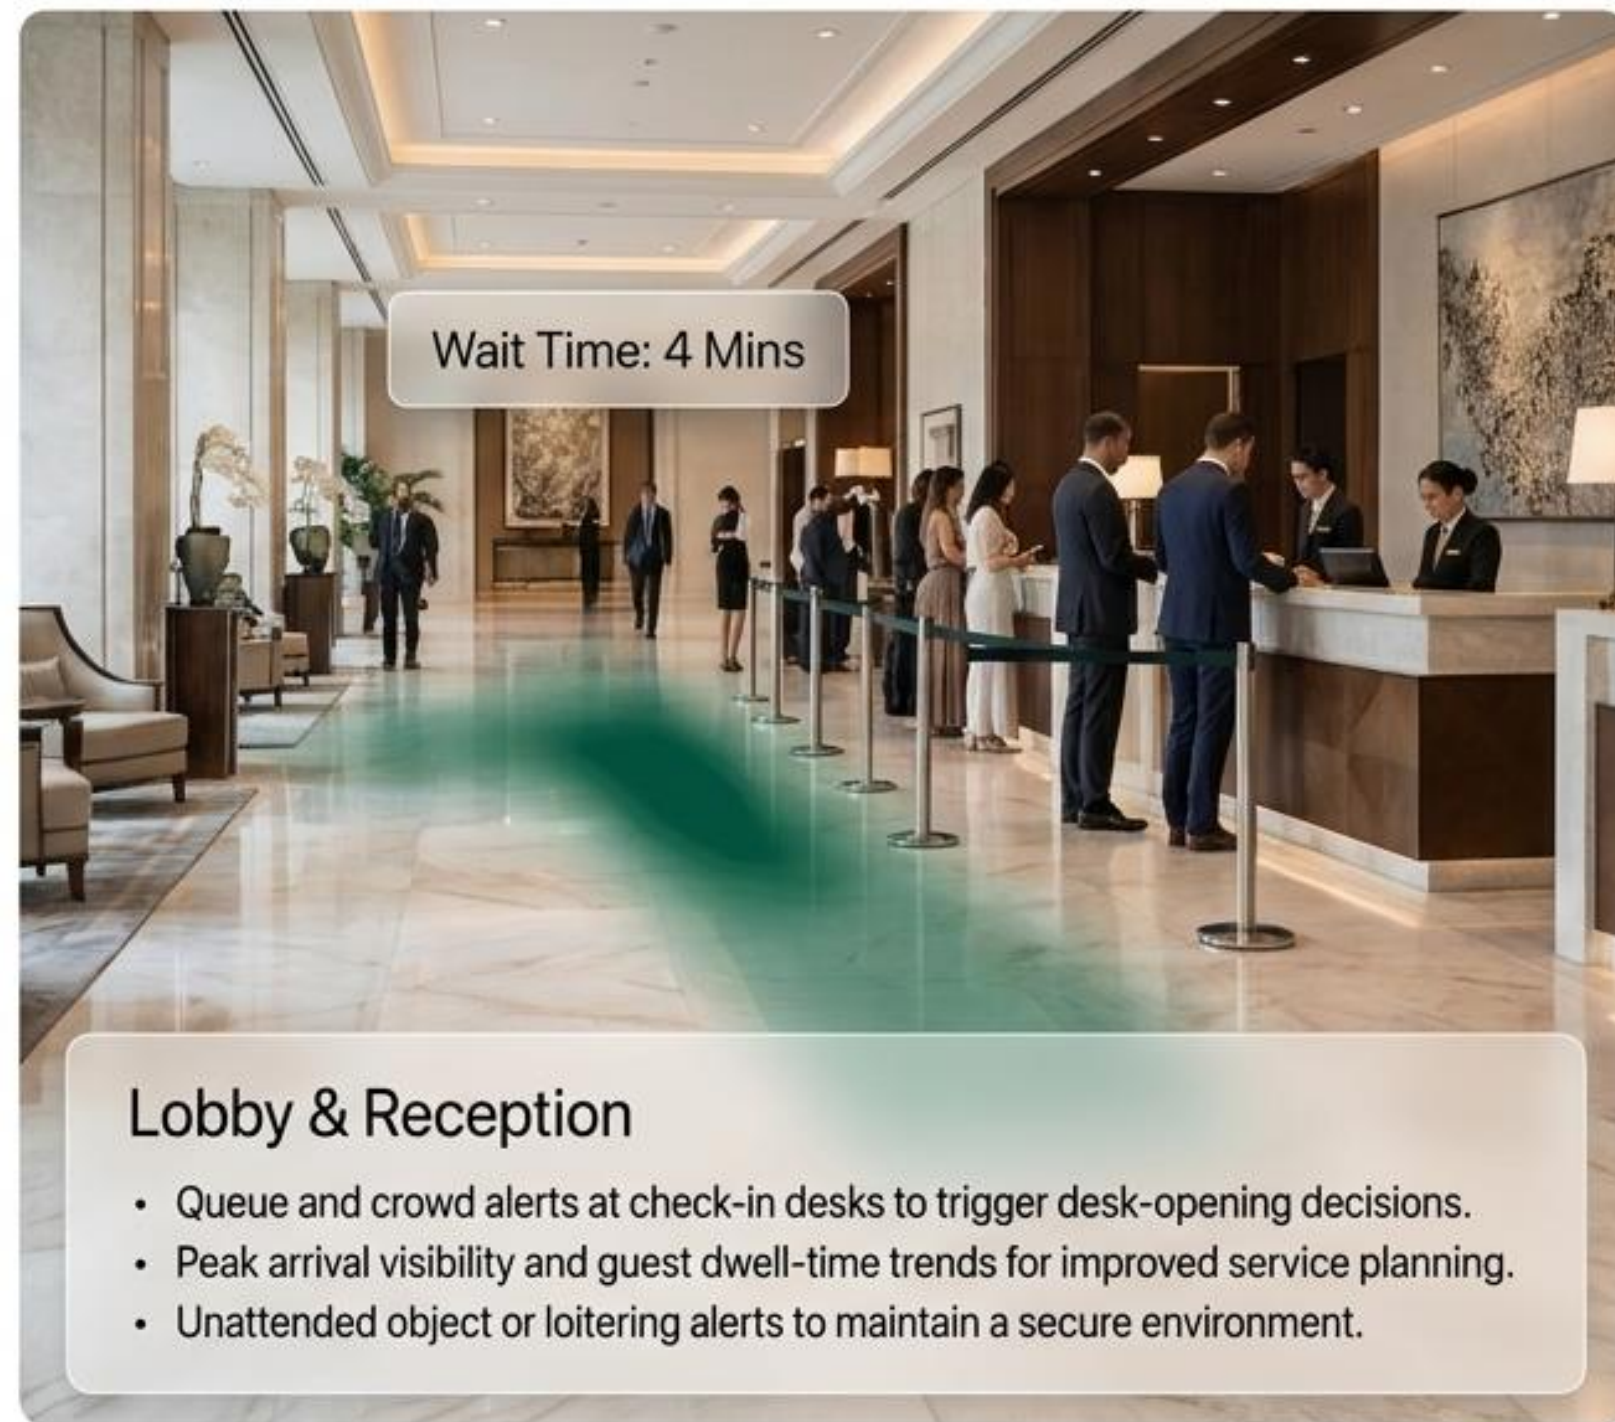 Wait Time: 4 Mins
Lobby & Reception
• Queue and crowd alerts at check-in desks to trigger desk-opening decisions.
• Peak arrival visibility and guest dwell-time trends for improved service planning.
• Unattended object or loitering alerts to maintain a secure environment.